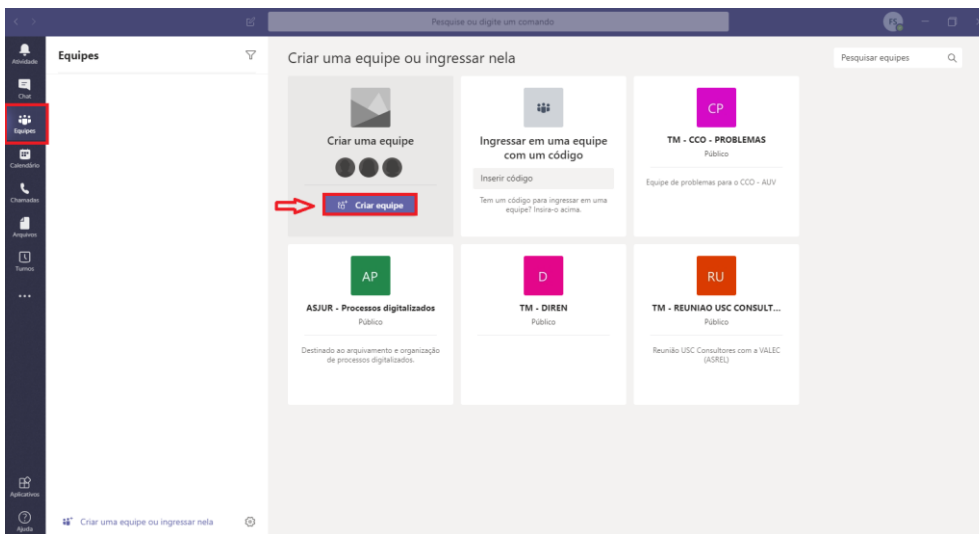 Pesquise ou digite um comando
FS
Atividade
Chat
Equipes
Calendário
Chamadas
Arquivos
Turnos
Aplicativos
Ajuda
Equipes
Criar uma equipe ou ingressar nela
Criar uma equipe ou ingressar nela
Pesquisar equipes
Criar uma equipe
Criar equipe
Ingressar em uma equipe
com um código
Inserir código
Tem um código para ingressar em uma
equipe? Insira-o acima.
CP
TM - CCO - PROBLEMAS
Público
Equipe de problemas para o CCO - AUV
AP
ASJUR - Processos digitalizados
Público
Destinado ao arquivamento e organização
de processos digitalizados.
D
TM - DIREN
Público
RU
TM - REUNIAO USC CONSULT...
Público
Reunião USC Consultores com a VALEC
(ASREL)